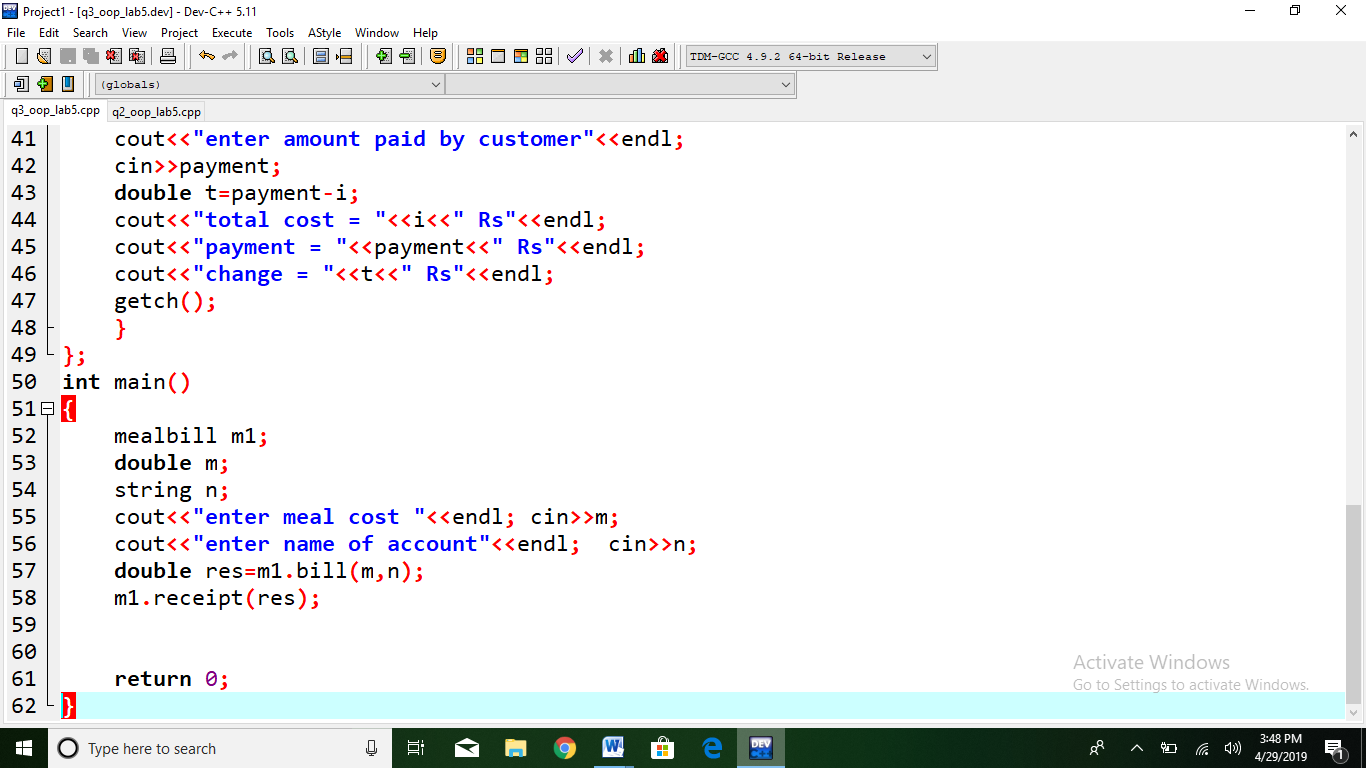 Project1 - [q3_oop_lab5.dev] - Dev-C++ 5.11
File Edit Search View Project Execute Tools AStyle Window Help
TDM-GCC 4.9.2 64-bit Release
(globals)
q3_oop_lab5.cpp q2_oop_lab5.cpp
41 cout<<"enter amount paid by customer"<<endl;
42 cin>>payment;
43 double t=payment-i;
44 cout<<"total cost = "<<i<<" Rs"<<endl;
45 cout<<"payment = "<<payment<<" Rs"<<endl;
46 cout<<"change = "<<t<<" Rs"<<endl;
47 getch();
48 }
49 };
50 int main()
51 {
52 mealbill m1;
53 double m;
54 string n;
55 cout<<"enter meal cost "<<endl; cin>>m;
56 cout<<"enter name of account"<<endl;  cin>>n;
57 double res=m1.bill(m,n);
58 m1.receipt(res);
59
60
61 return 0;
62 }
Activate Windows
Go to Settings to activate Windows.
Type here to search
DEV
3:48 PM
4/29/2019
1